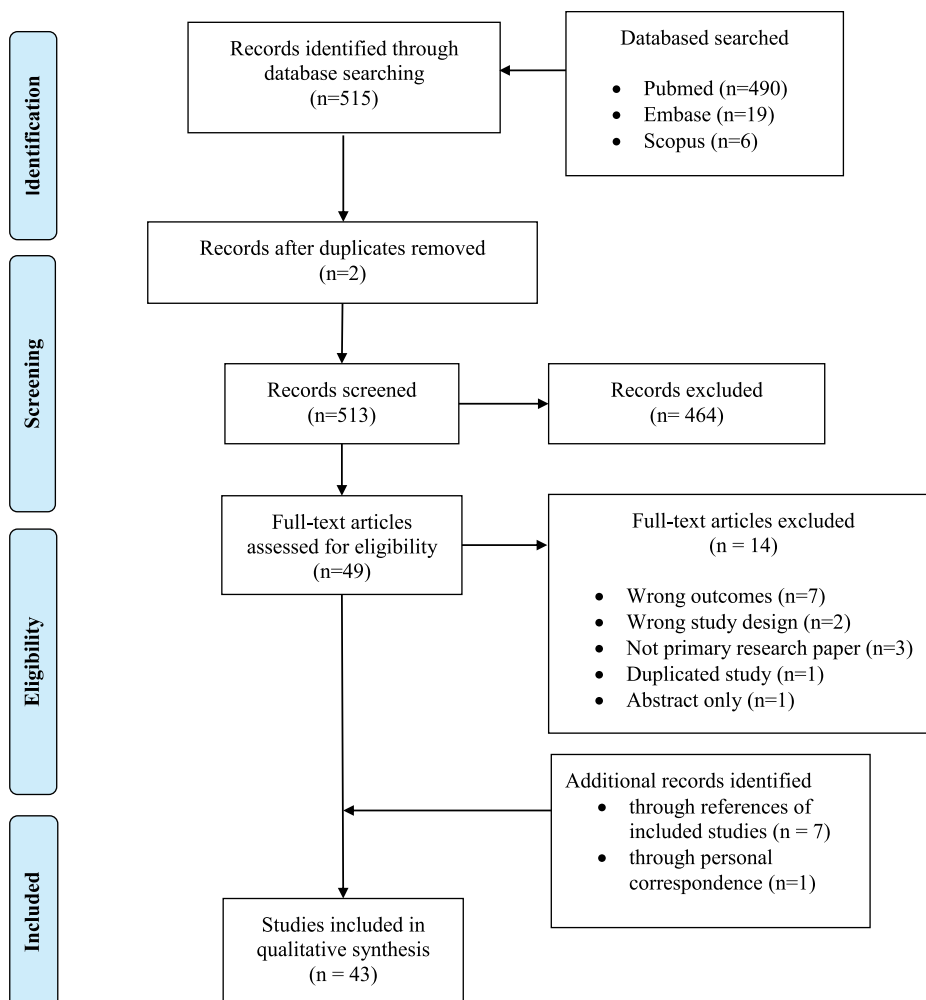 Identification
Records identified through
database searching
(n=515)
Databased searched
• Pubmed (n=490)
• Embase (n=19)
• Scopus (n=6)
Records after duplicates removed
(n=2)
Screening
Records screened
(n=513)
Records excluded
(n= 464)
Eligibility
Full-text articles
assessed for eligibility
(n=49)
Full-text articles excluded
(n = 14)
• Wrong outcomes (n=7)
• Wrong study design (n=2)
• Not primary research paper (n=3)
• Duplicated study (n=1)
• Abstract only (n=1)
Additional records identified
• through references of
included studies (n = 7)
• through personal
correspondence (n=1)
Included
Studies included in
qualitative synthesis
(n = 43)